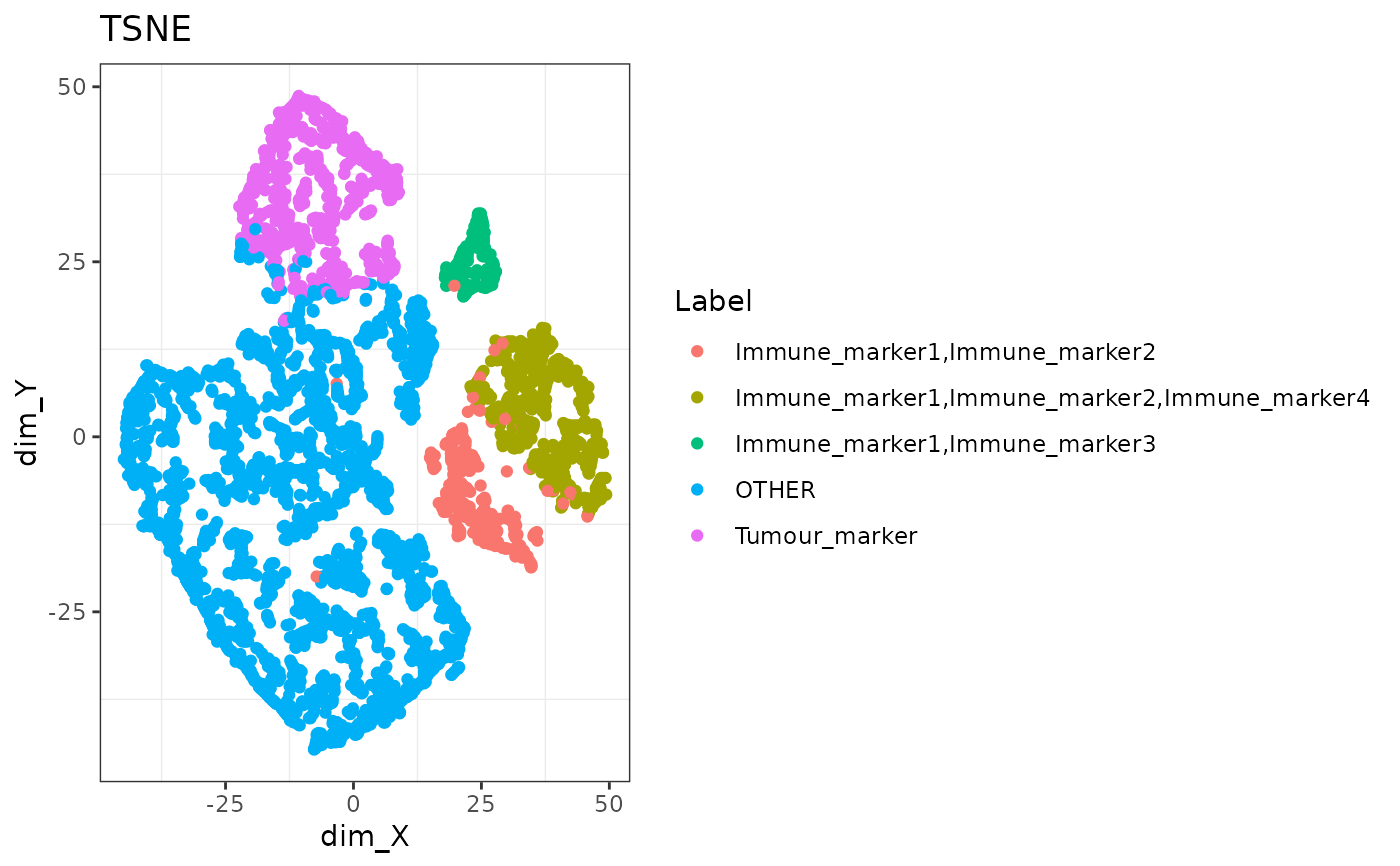 TSNE
50
25
0
-25
dim_Y
-25
0
25
50
dim_X
Label
Immune_marker1,Immune_marker2
Immune_marker1,Immune_marker2,Immune_marker4
Immune_marker1,Immune_marker3
OTHER
Tumour_marker